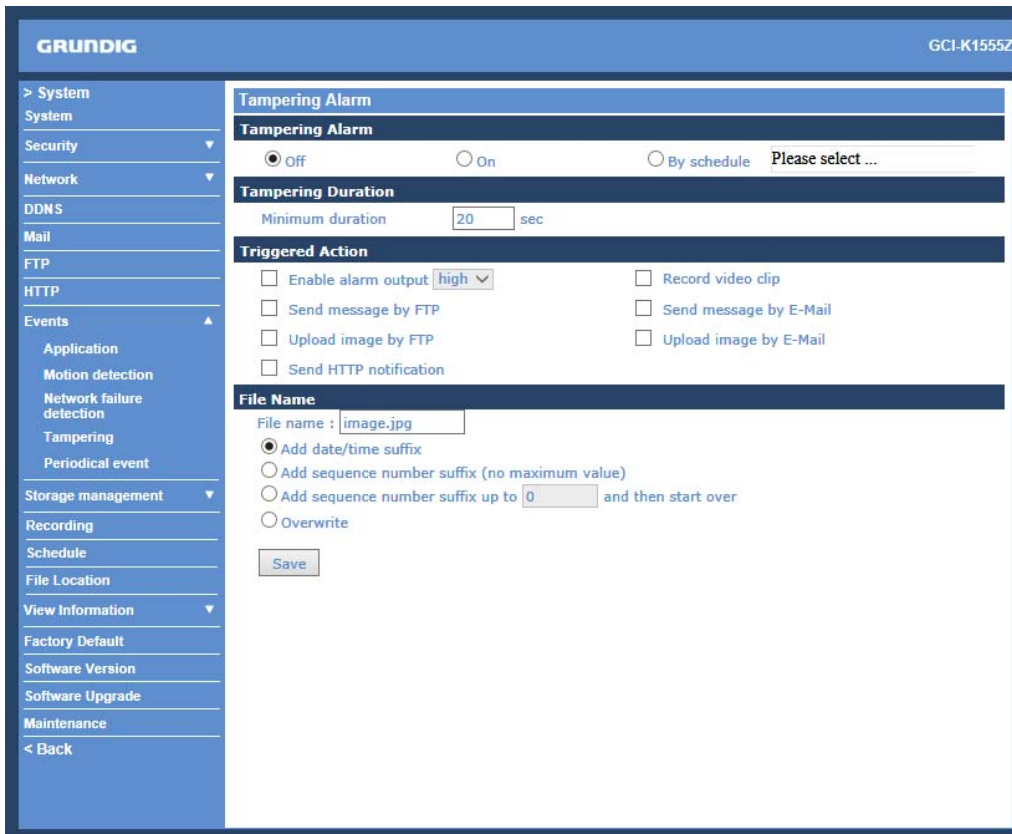 GRUNDIG
GCI-K1555Z
> System
System
Security
Network
DDNS
Mail
FTP
HTTP
Events
Application
Motion detection
Network failure
detection
Tampering
Periodical event
Storage management
Recording
Schedule
File Location
View Information
Factory Default
Software Version
Software Upgrade
Maintenance
< Back
Tampering Alarm
Tampering Alarm
Off On By schedule Please select ...
Tampering Duration
Minimum duration 20 sec
Triggered Action
Enable alarm output high Record video clip
Send message by FTP Send message by E-Mail
Upload image by FTP Upload image by E-Mail
Send HTTP notification
File Name
File name : image.jpg
Add date/time suffix
Add sequence number suffix (no maximum value)
Add sequence number suffix up to 0 and then start over
Overwrite
Save